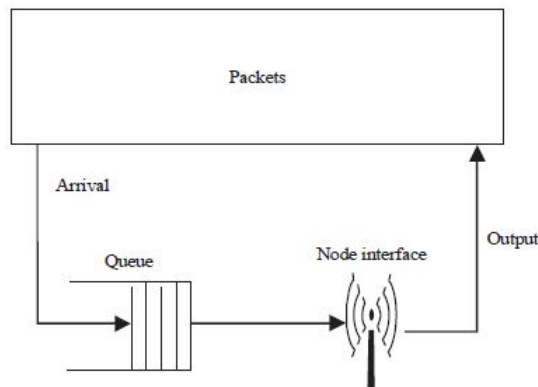 Packets
Arrival
Queue
Node interface
Output